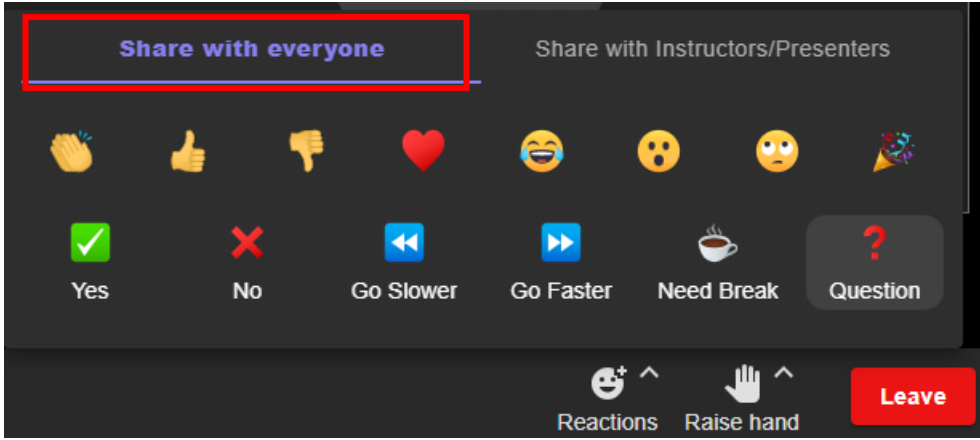 Share with everyone
Share with Instructors/Presenters
Yes
No
Go Slower
Go Faster
Need Break
Question
Reactions
Raise hand
Leave